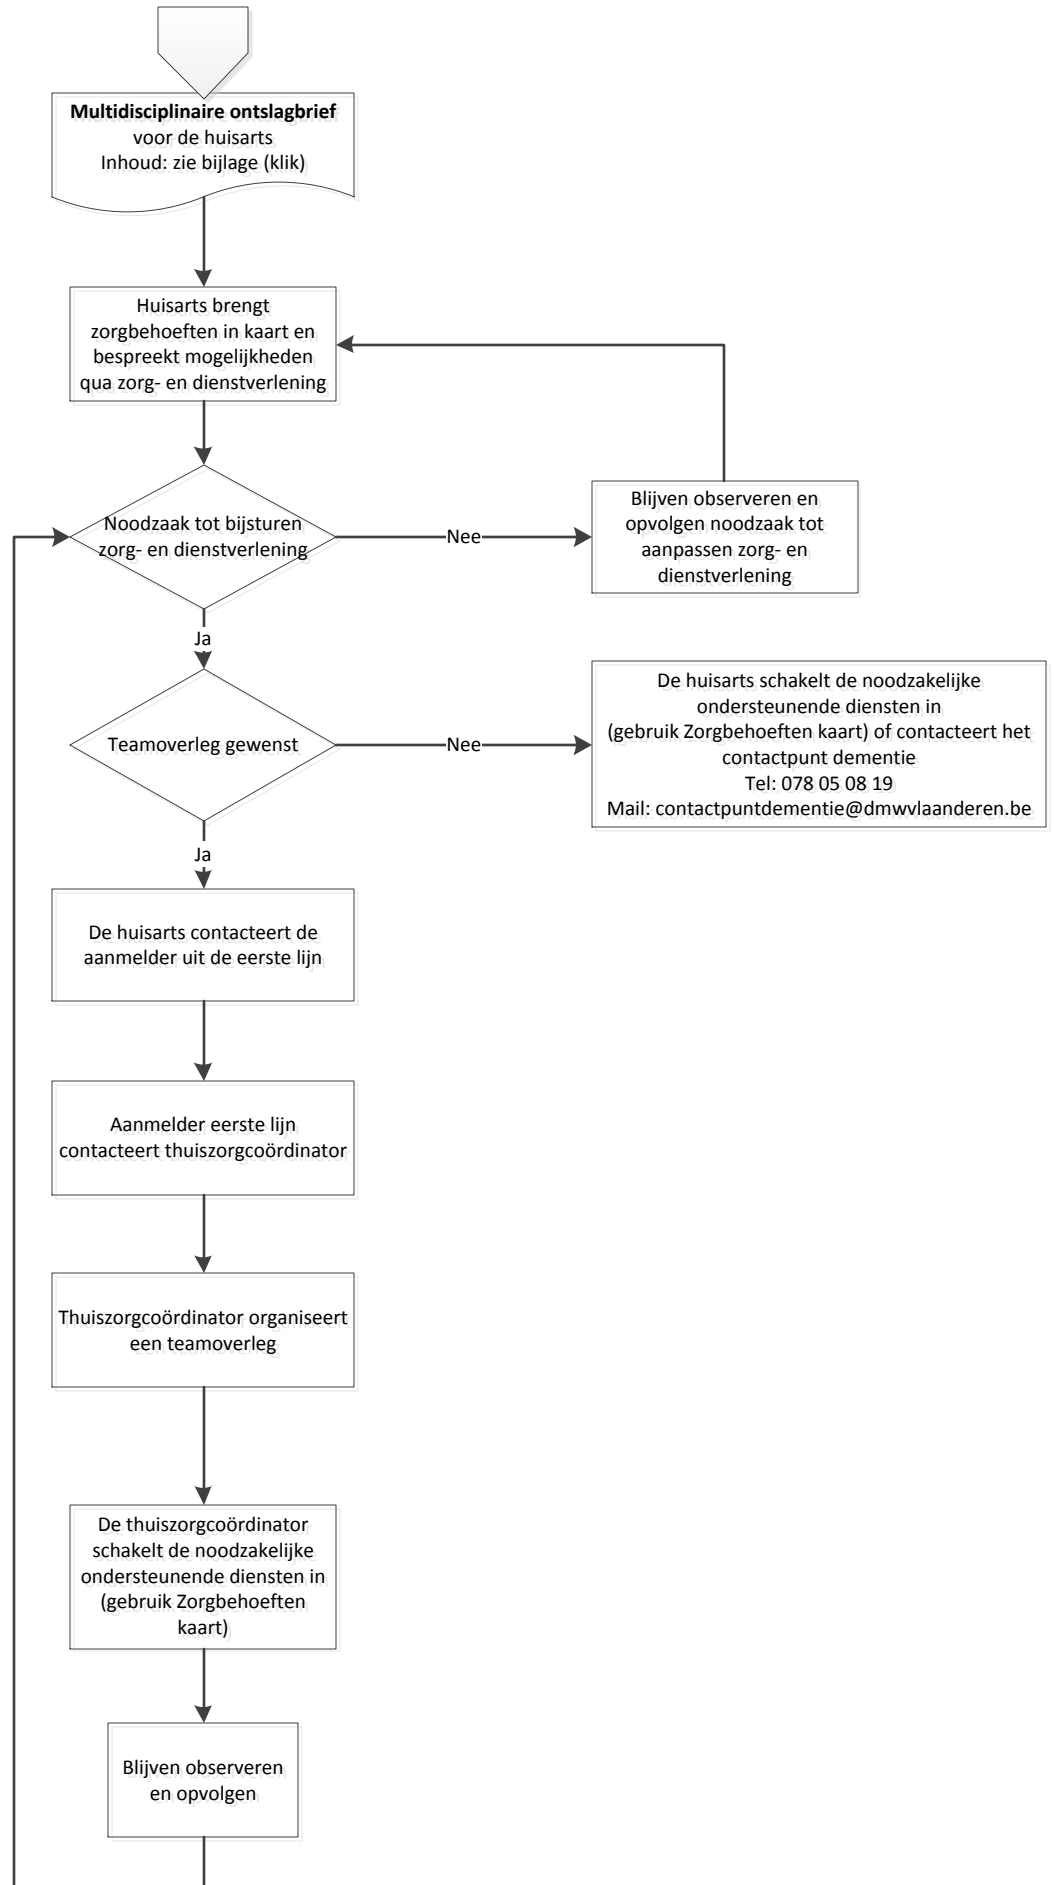 Multidisciplinaire ontslagbrief
voor de huisarts
Inhoud: zie bijlage (klik)
Huisarts brengt
zorgbehoeften in kaart en
bespreekt mogelijkheden
qua zorg- en dienstverlening
Noodzaak tot bijsturen
zorg- en dienstverlening
Nee
Blijven observeren en
opvolgen noodzaak tot
aanpassen zorg- en
dienstverlening
Ja
Teamoverleg gewenst
Nee
De huisarts schakelt de noodzakelijke
ondersteunende diensten in
(gebruik Zorgbehoeften kaart) of contacteert het
contactpunt dementie
Tel: 078 05 08 19
Mail: contactpuntdementie@dmwvlaanderen.be
Ja
De huisarts contacteert de
aanmelder uit de eerste lijn
Aanmelder eerste lijn
contacteert thuiszorgcoördinator
Thuiszorgcoördinator organiseert
een teamoverleg
De thuiszorgcoördinator
schakelt de noodzakelijke
ondersteunende diensten in
(gebruik Zorgbehoeften
kaart)
Blijven observeren
en opvolgen